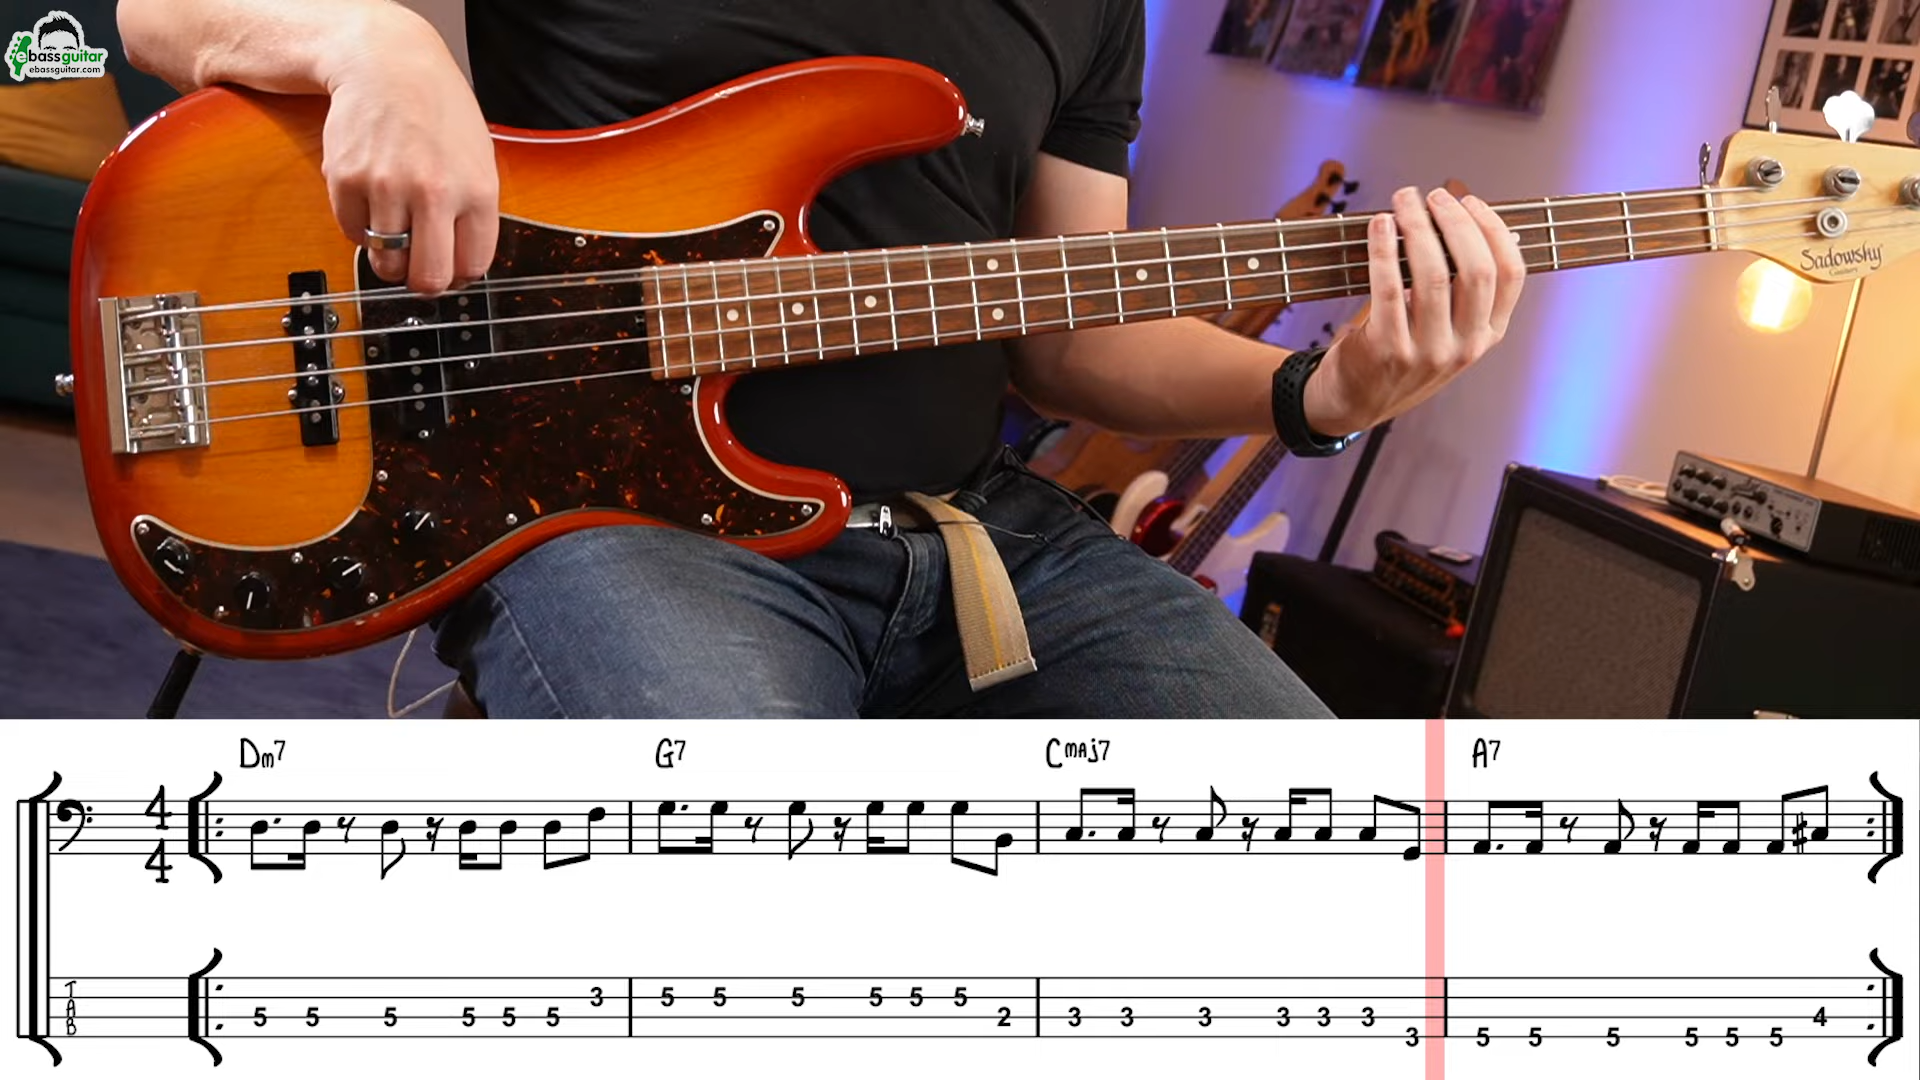 ebassguitar
ebassguitar.com
Sadowsky
Dm7 G7 Cmaj7 A7
4
4
T
A
B
5 5 5 5 5 5 3 5 5 5 5 5 5 2 3 3 3 3 3 3 3 5 5 5 5 5 5 4